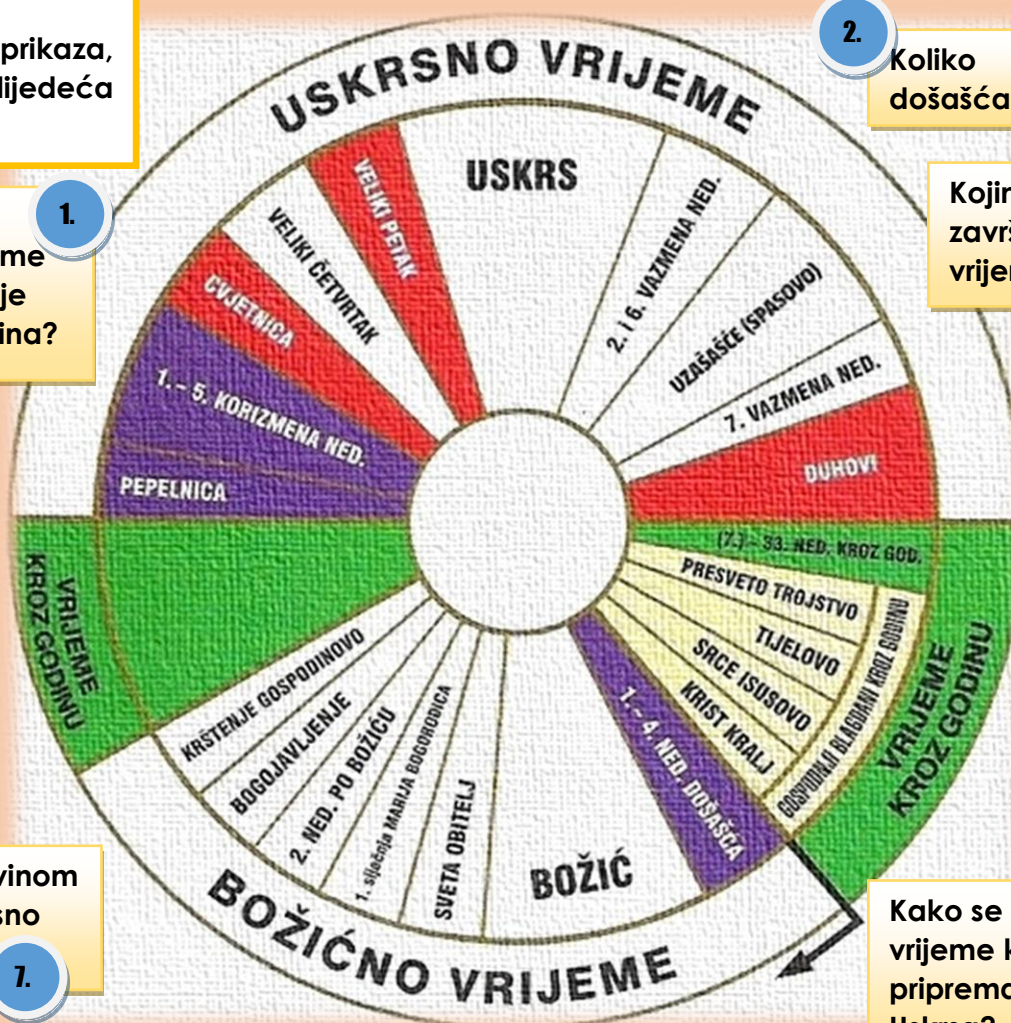 prikaza,
lijedeća
1.
me
je
ina?
2.
Koliko
došašća
Kojim
završ
vrijem
USKRSNO VRIJEME
USKRS
VELIKI PETAK
VELIKI ČETVRTAK
CVJETNICA
1. – 5. KORIZMENA NED.
PEPELNICA
2. I 6. VAZMENA NED.
UZAŠAŠĆE (SPASOVO)
7. VAZMENA NED.
DUHOVI
(7.) – 33. NED. KROZ GOD.
PRESVETO TROJSTVO
TIJELOVO
SRCE ISUSOVO
KRIST KRALJ
GOSPODNJI BLAGDANI KROZ GODINU
VRIJEME
KROZ GODINU
1. – 4. NED. DOŠAŠĆA
BOŽIĆ
SVETA OBITELJ
1. siječnja MARIJA BOGORODICA
2. NED. PO BOŽIĆU
BOGOJAVLJENJE
KRŠTENJE GOSPODINOVO
VRIJEME
KROZ GODINU
BOŽIĆNO VRIJEME
vinom
sno
7.
Kako se
vrijeme k
priprema